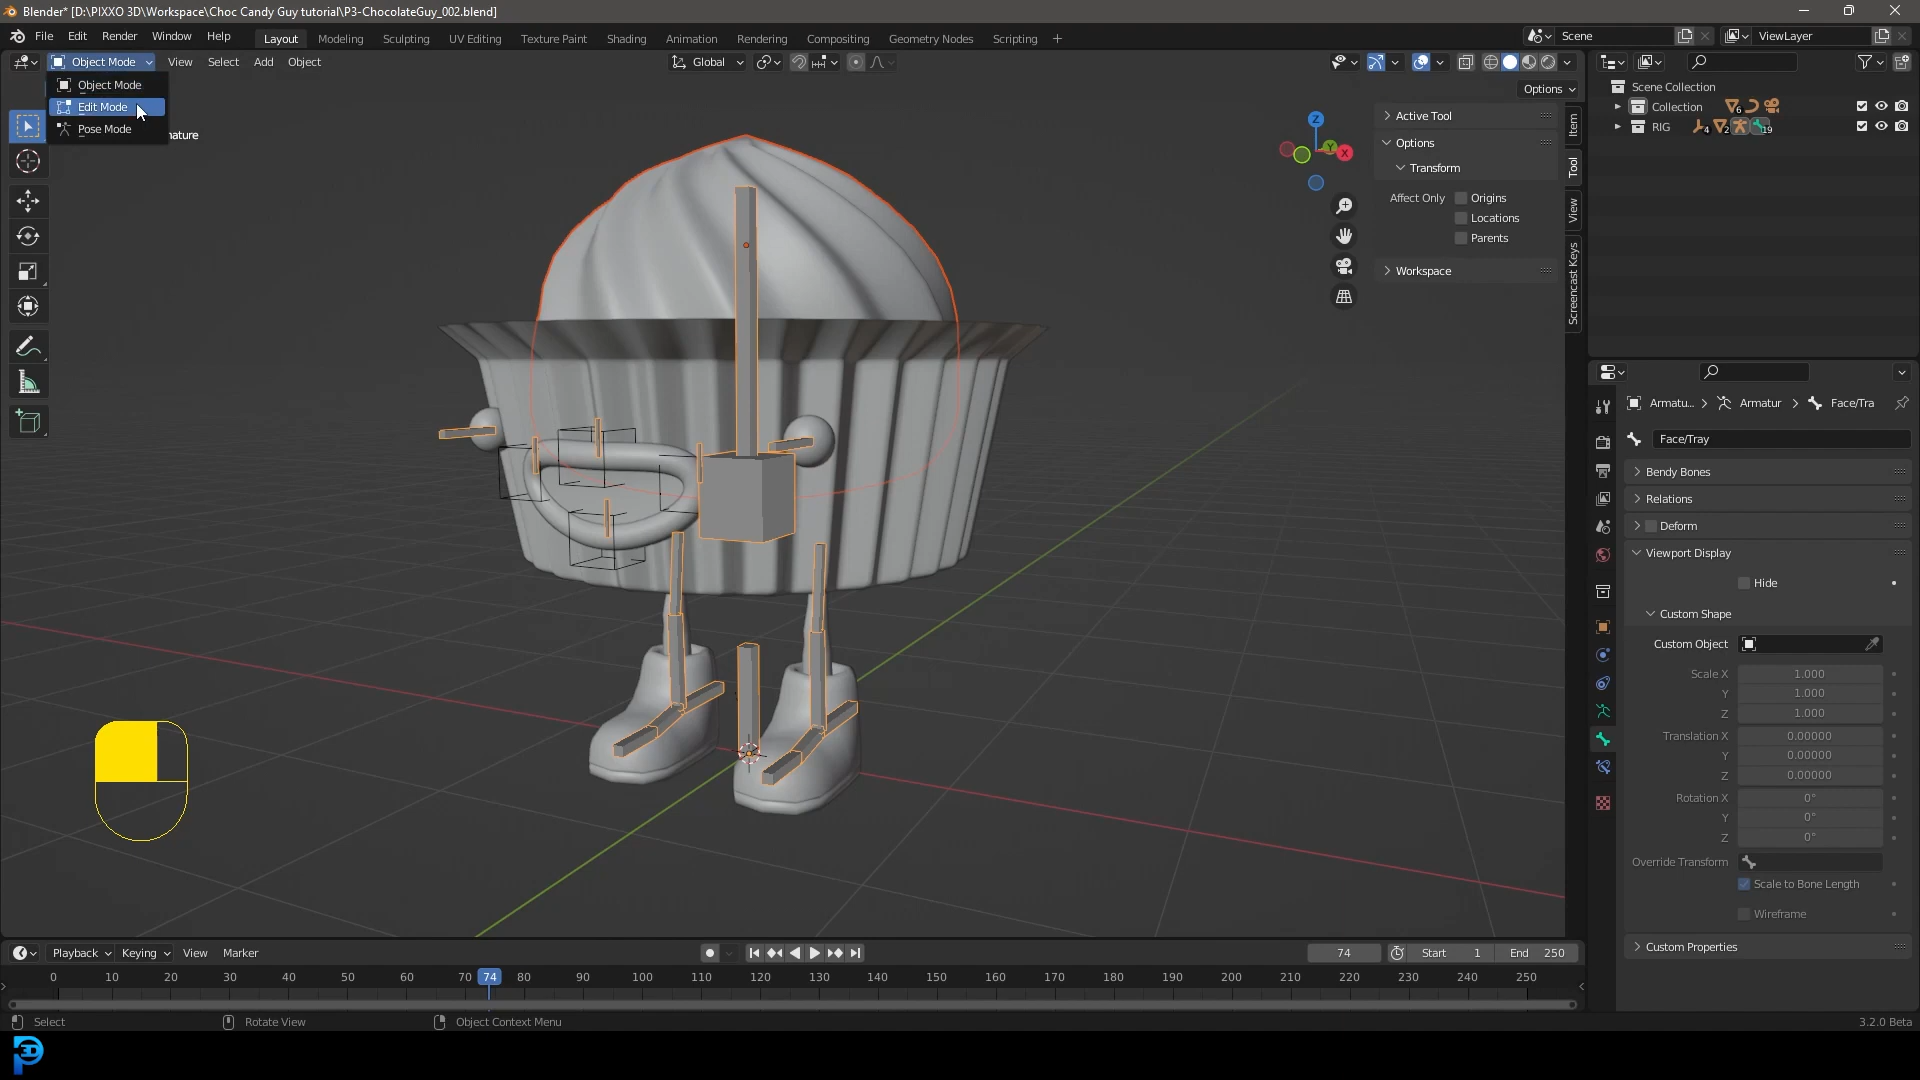 Blender* [D:\PIXXO 3D\Workspace\Choc Candy Guy tutorial\P3-ChocolateGuy_002.blend]
File Edit Render Window Help Layout Modeling Sculpting UV Editing Texture Paint Shading Animation Rendering Compositing Geometry Nodes Scripting + Scene ViewLayer
Object Mode View Select Add Object Global
Options
Object Mode
Edit Mode
Pose Mode
nature
Z
Y
X
Active Tool
Options
Transform
Affect Only Origins
Locations
Parents
Workspace
Item
Tool
View
Screencast Keys
Scene Collection
Collection 6
RIG 4 2 19
Armatu... > Armatur > Face/Tra
Face/Tray
Bendy Bones
Relations
Deform
Viewport Display
Hide
Custom Shape
Custom Object
Scale X 1.000
Y 1.000
Z 1.000
Translation X 0.00000
Y 0.00000
Z 0.00000
Rotation X 0°
Y 0°
Z 0°
Override Transform
Scale to Bone Length
Wireframe
Custom Properties
Playback Keying View Marker 74 Start 1 End 250
0 10 20 30 40 50 60 70 74 80 90 100 110 120 130 140 150 160 170 180 190 200 210 220 230 240 250
Select Rotate View Object Context Menu 3.2.0 Beta
3D